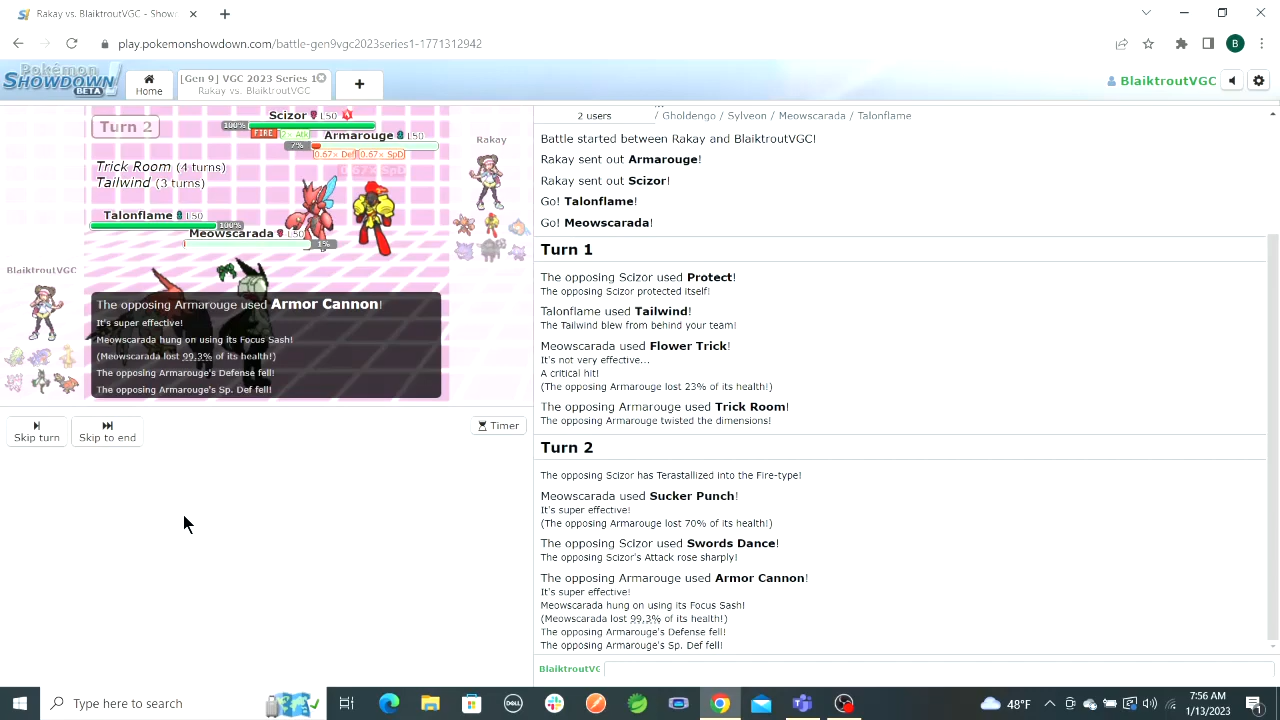 Rakay vs. BlaiktroutVGC - Show
play.pokemonshowdown.com/battle-gen9vgc2023series1-1771312942
B
Pokémon
SHOWDOWN
BETA
Home
[Gen 9] VGC 2023 Series 1
Rakay vs. BlaiktroutVGC
BlaiktroutVGC
Turn 2
Scizor L50
100%
FIRE 2× Atk
Armarouge L50
7%
0.67× Def 0.67× SpD
0.67× SpD
Trick Room (4 turns)
Tailwind (3 turns)
Talonflame L50
100%
Meowscarada L50
1%
Rakay
BlaiktroutVGC
The opposing Armarouge used Armor Cannon!
It's super effective!
Meowscarada hung on using its Focus Sash!
(Meowscarada lost 99.3% of its health!)
The opposing Armarouge's Defense fell!
The opposing Armarouge's Sp. Def fell!
Skip turn
Skip to end
Timer
2 users
/ Gholdengo / Sylveon / Meowscarada / Talonflame
Battle started between Rakay and BlaiktroutVGC!
Rakay sent out Armarouge!
Rakay sent out Scizor!
Go! Talonflame!
Go! Meowscarada!
Turn 1
The opposing Scizor used Protect!
The opposing Scizor protected itself!
Talonflame used Tailwind!
The Tailwind blew from behind your team!
Meowscarada used Flower Trick!
It's not very effective...
A critical hit!
(The opposing Armarouge lost 23% of its health!)
The opposing Armarouge used Trick Room!
The opposing Armarouge twisted the dimensions!
Turn 2
The opposing Scizor has Terastallized into the Fire-type!
Meowscarada used Sucker Punch!
It's super effective!
(The opposing Armarouge lost 70% of its health!)
The opposing Scizor used Swords Dance!
The opposing Scizor's Attack rose sharply!
The opposing Armarouge used Armor Cannon!
It's super effective!
Meowscarada hung on using its Focus Sash!
(Meowscarada lost 99.3% of its health!)
The opposing Armarouge's Defense fell!
The opposing Armarouge's Sp. Def fell!
BlaiktroutVG
Type here to search
DELL
48°F
7:56 AM
1/13/2023
1